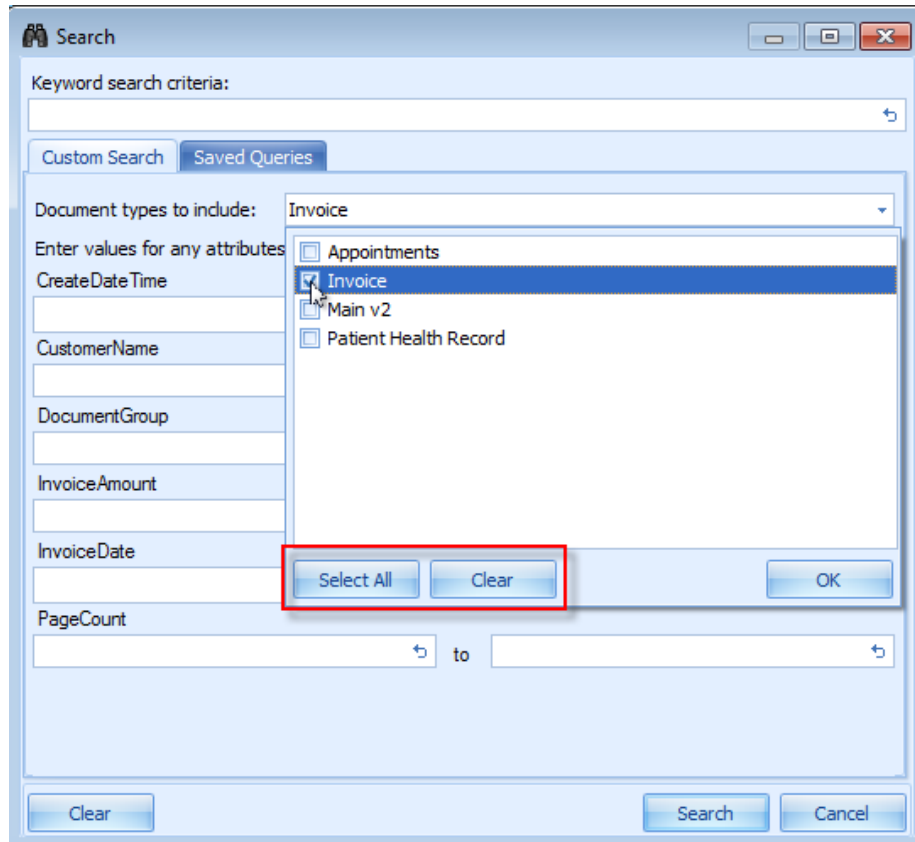 Search
Keyword search criteria:
Custom Search Saved Queries
Document types to include: Invoice
Enter values for any attributes
Appointments
CreateDateTime
Invoice
Main v2
Patient Health Record
CustomerName
DocumentGroup
InvoiceAmount
InvoiceDate
Select All Clear OK
PageCount
to
Clear Search Cancel